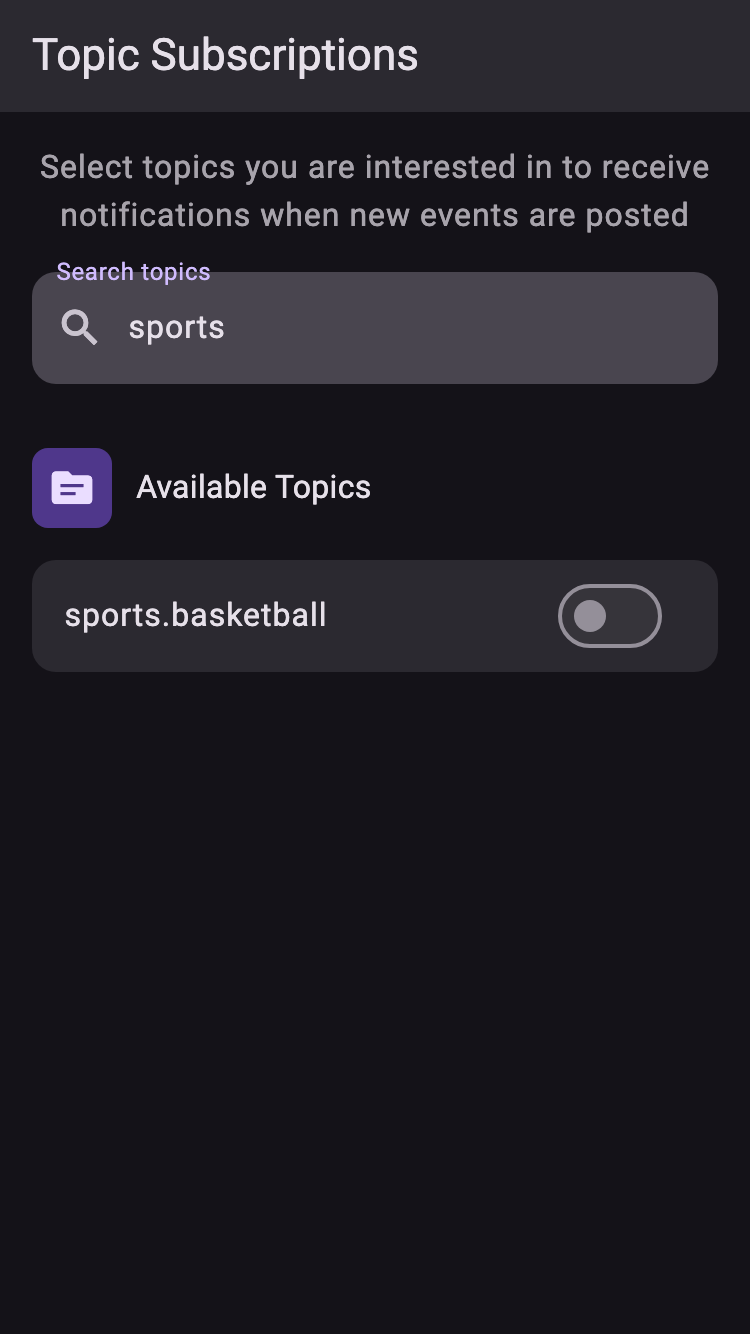 Topic Subscriptions
Select topics you are interested in to receive
notifications when new events are posted
Search topics
sports
Available Topics
sports.basketball